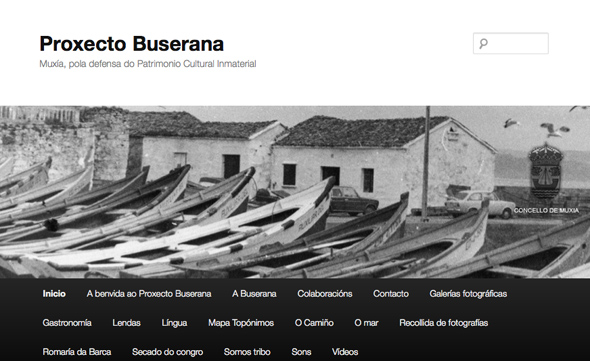 Proxecto Buserana
Muxía, pola defensa do Patrimonio Cultural Inmaterial
CONCELLO DE MUXIA
Inicio A benvida ao Proxecto Buserana A Buserana Colaboracións Contacto Galerías fotográficas
Gastronomía Lendas Língua Mapa Topónimos O Camiño O mar Recollida de fotografías
Romaría da Barca Secado do congro Somos tribo Sons Vídeos